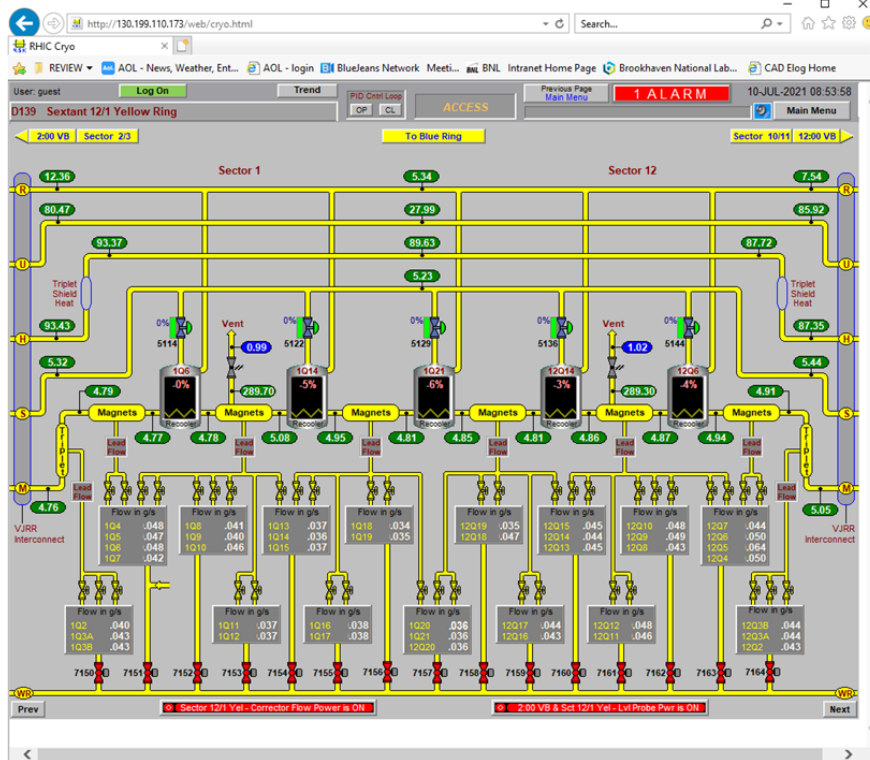 http://130.199.110.173/web/cryo.html
Search...
RHIC Cryo
REVIEW
AOL - News, Weather, Ent...
AOL - login
BlueJeans Network Meeti...
BNL Intranet Home Page
Brookhaven National Lab...
CAD Elog Home
User: guest
Log On
Trend
PID Cntrl Loop
OP CL
ACCESS
Previous Page
Main Menu
1 ALARM
10-JUL-2021 08:53:58
D139 Sextant 12/1 Yellow Ring
Main Menu
2:00 VB Sector 2/3
To Blue Ring
Sector 10/11 12:00 VB
Sector 1
Sector 12
12.36 5.34 7.54
R R
80.47 27.99 85.92
93.37 89.63 87.72
U U
5.23
Triplet
Shield
Heat
Triplet
Shield
Heat
93.43 87.35
H H
0% 5114
Vent
0% 5122
0% 5129
0% 5136
Vent
0% 5144
0.99 1.02
5.32 5.44
1Q6 1Q14 1Q21 12Q14 12Q6
-0% -5% -6% -3% -4%
4.79 289.70 289.30 4.91
S S
Magnets Magnets Magnets Magnets Magnets Magnets
Recooler Recooler Recooler Recooler Recooler
4.77 4.78 5.08 4.95 4.81 4.85 4.81 4.86 4.87 4.94
Triplet Triplet
Lead Flow
Lead Flow
Lead Flow
Lead Flow
Lead Flow
Lead Flow
Lead Flow
Lead Flow
M M
4.76 5.05
VJRR
Interconnect
VJRR
Interconnect
Flow in g/s
1Q4 .048
1Q5 .047
1Q6 .048
1Q7 .042
Flow in g/s
1Q8 .041
1Q9 .040
1Q10 .046
Flow in g/s
1Q13 .037
1Q14 .036
1Q15 .037
Flow in g/s
1Q18 .034
1Q19 .035
Flow in g/s
12Q19 .035
12Q18 .047
Flow in g/s
12Q15 .045
12Q14 .044
12Q13 .045
Flow in g/s
12Q10 .048
12Q9 .049
12Q8 .043
Flow in g/s
12Q7 .044
12Q6 .050
12Q5 .064
12Q4 .050
Flow in g/s
1Q2 .040
1Q3A .043
1Q3B .043
Flow in g/s
1Q11 .037
1Q12 .037
Flow in g/s
1Q16 .038
1Q17 .038
Flow in g/s
1Q20 .036
1Q21 .036
12Q20 .036
Flow in g/s
12Q17 .044
12Q16 .043
Flow in g/s
12Q12 .048
12Q11 .046
Flow in g/s
12Q3B .044
12Q3A .044
12Q2 .043
7150 7151 7152 7153 7154 7155 7156 7157 7158 7159 7160 7161 7162 7163 7164
WR WR
Prev
Sector 12/1 Yel - Corrector Flow Power is ON
2:00 VB & Sct 12/1 Yel - Lvl Probe Pwr is ON
Next